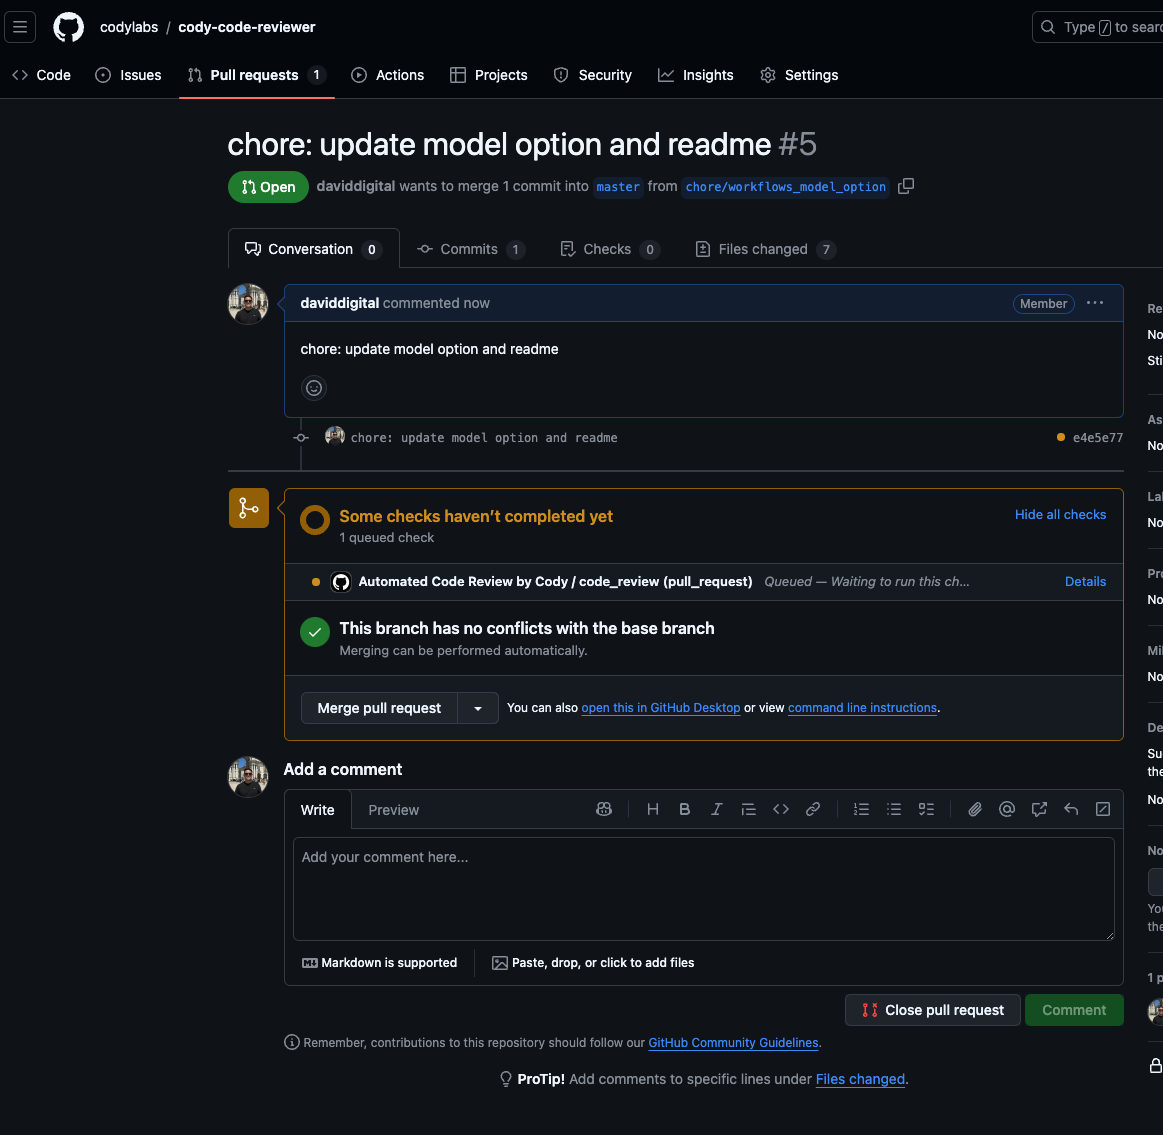 codylabs / cody-code-reviewer
Type / to sear
Code Issues Pull requests 1 Actions Projects Security Insights Settings
chore: update model option and readme #5
Open daviddigital wants to merge 1 commit into master from chore/workflows_model_option
Conversation 0 Commits 1 Checks 0 Files changed 7
daviddigital commented now Member ...
chore: update model option and readme
chore: update model option and readme e4e5e77
Some checks haven't completed yet Hide all checks
1 queued check
Automated Code Review by Cody / code_review (pull_request) Queued — Waiting to run this ch... Details
This branch has no conflicts with the base branch
Merging can be performed automatically.
Merge pull request You can also open this in GitHub Desktop or view command line instructions.
Add a comment
Write Preview H B I
Add your comment here...
Markdown is supported Paste, drop, or click to add files
Close pull request Comment
Remember, contributions to this repository should follow our GitHub Community Guidelines.
ProTip! Add comments to specific lines under Files changed.
Re
No
Sti
As
No
Lal
No
Pro
No
Mil
No
De
Su
the
No
No
You
the
1 p